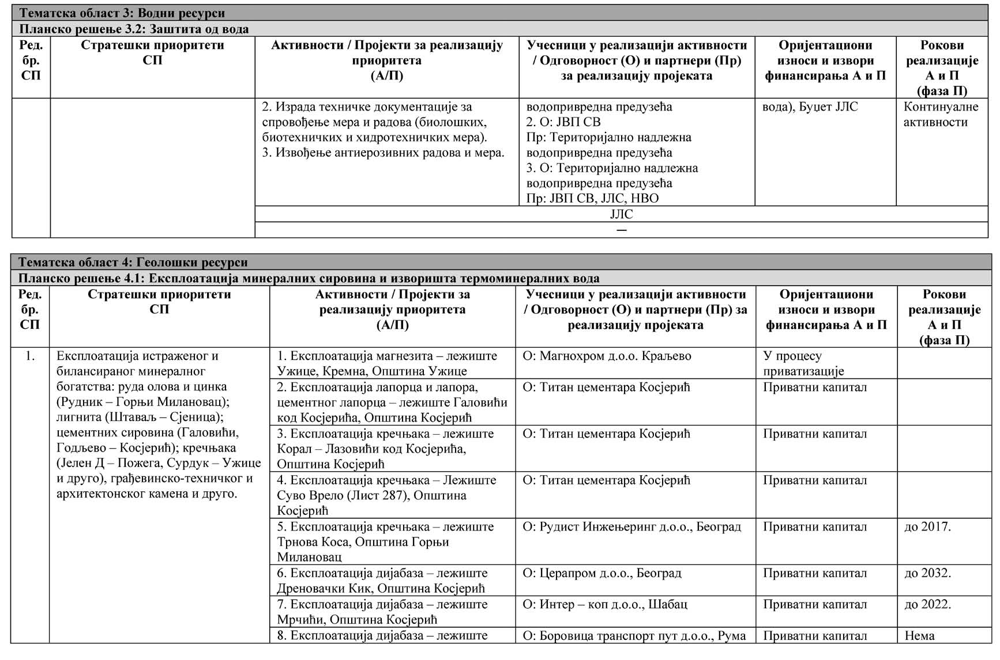 Тематска област 3: Водни ресурси
Планско решење 3.2: Заштита од вода
Ред.
бр.
СП
Стратешки приоритети
СП
Активности / Пројекти за реализацију
приоритета
(А/П)
Учесници у реализацији активности
/ Одговорност (О) и партнери (Пр)
за реализацију пројеката
Оријентациони
износи и извори
финансирања А и П
Рокови
реализације
А и П
(фаза П)
2. Израда техничке документације за
спровођење мера и радова (биолошких,
биотехничких и хидротехничких мера).
3. Извођење антиерозивних радова и мера.
водопривредна предузећа
2. О: ЈВП СВ
Пр: Територијално надлежна
водопривредна предузећа
3. О: Територијално надлежна
водопривредна предузећа
Пр: ЈВП СВ, ЈЛС, НВО
вода), Буџет ЈЛС
Континуалне
активности
ЈЛС
—
Тематска област 4: Геолошки ресурси
Планско решење 4.1: Експлоатација минералних сировина и изворишта термоминералних вода
Ред.
бр.
СП
Стратешки приоритети
СП
Активности / Пројекти за
реализацију приоритета
(А/П)
Учесници у реализацији активности
/ Одговорност (О) и партнери (Пр) за
реализацију пројеката
Оријентациони
износи и извори
финансирања А и П
Рокови
реализације
А и П
(фаза П)
1.
Експлоатација истраженог и
билансираног минералног
богатства: руда олова и цинка
(Рудник – Горњи Милановац);
лигнита (Штаваљ – Сјеница);
цементних сировина (Галовићи,
Годљево – Косјерић); кречњака
(Јелен Д – Пожега, Сурдук – Ужице
и друго), грађевинско-техничког и
архитектонског камена и друго.
1. Експлоатација магнезита – лежиште
Ужице, Кремна, Општина Ужице
О: Магнохром д.о.о. Краљево
У процесу
приватизације
2. Експлоатација лапорца и лапора,
цементног лапорца – лежиште Галовићи
код Косјерића, Општина Косјерић
О: Титан цементара Косјерић
Приватни капитал
3. Експлоатација кречњака – лежиште
Корал – Лазовићи код Косјерића,
Општина Косјерић
О: Титан цементара Косјерић
Приватни капитал
4. Експлоатација кречњака – Лежиште
Суво Врело (Лист 287), Општина
Косјерић
О: Титан цементара Косјерић
Приватни капитал
5. Експлоатација кречњака – лежиште
Трнова Коса, Општина Горњи
Милановац
О: Рудист Инжењеринг д.о.о., Београд
Приватни капитал
до 2017.
6. Експлоатација дијабаза – лежиште
Дреновачки Кик, Општина Косјерић
О: Церапром д.о.о., Београд
Приватни капитал
до 2032.
7. Експлоатација дијабаза – лежиште
Мрчићи, Општина Косјерић
О: Интер – коп д.о.о., Шабац
Приватни капитал
до 2022.
8. Експлоатација дијабаза – лежиште
О: Боровица транспорт пут д.о.о., Рума
Приватни капитал
Нема